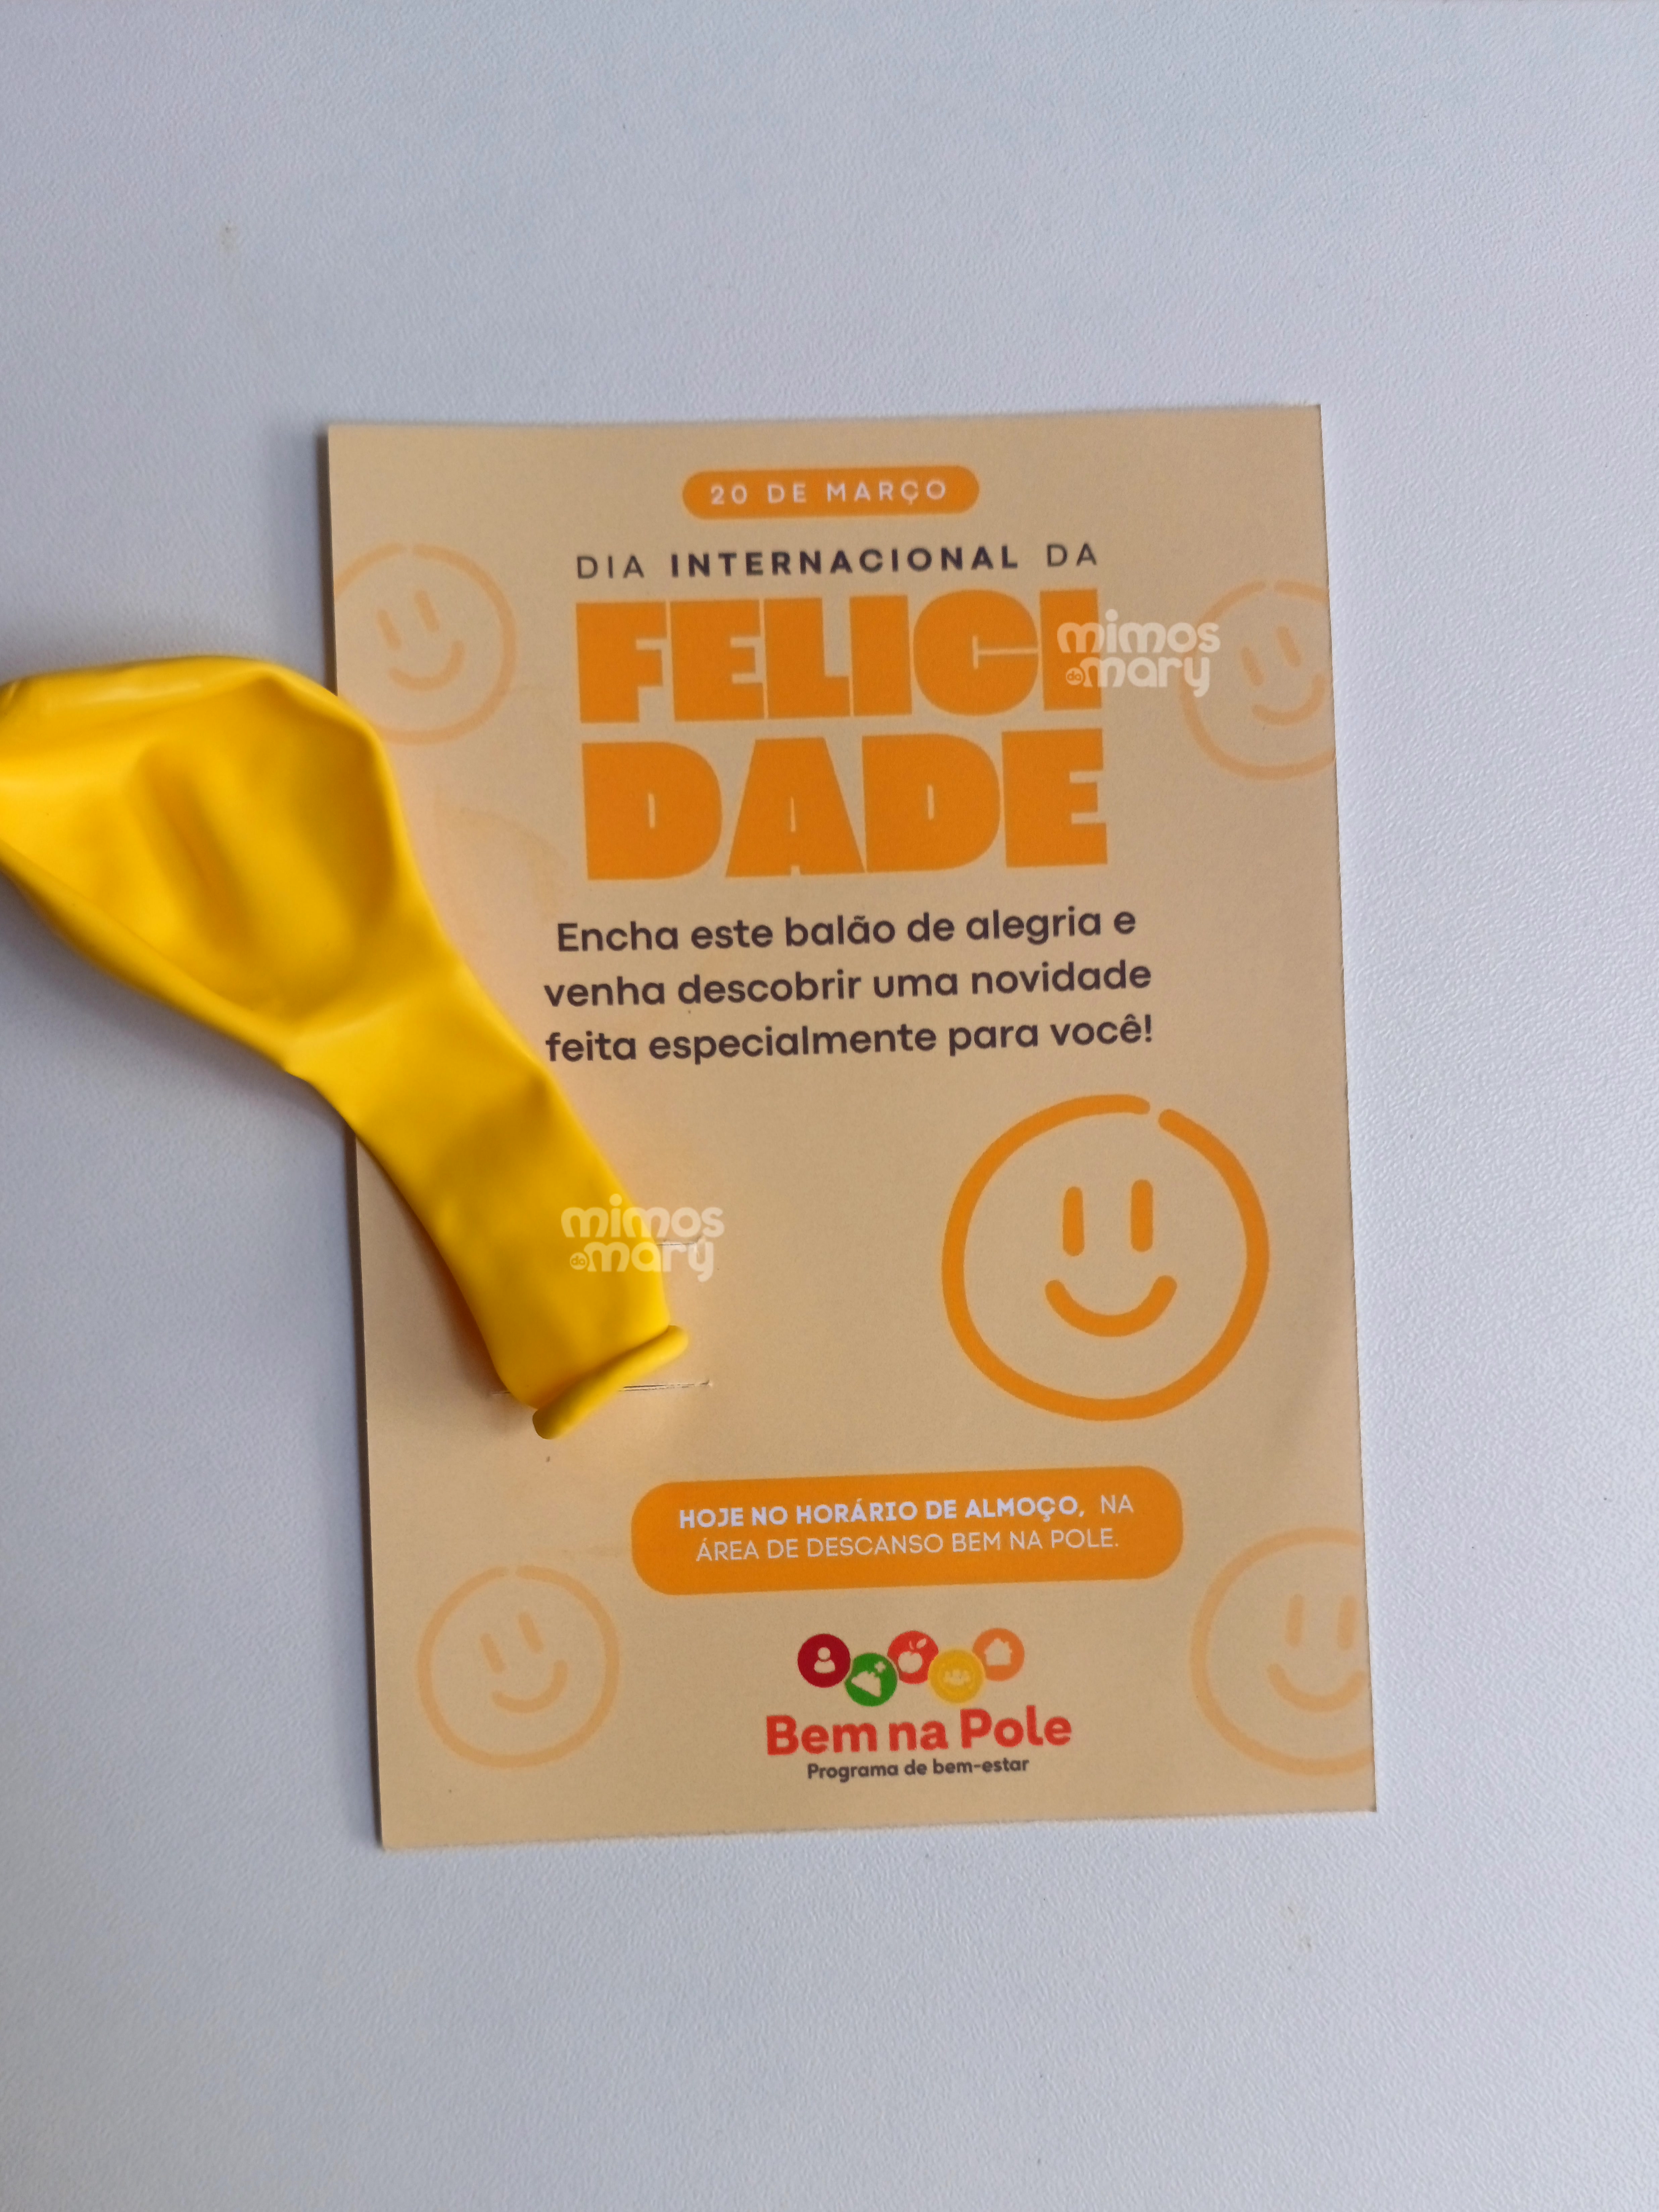 20 DE MARÇO
DIA INTERNACIONAL DA
FELICI
DADE
mimos
do mary
Encha este balão de alegria e
venha descobrir uma novidade
feita especialmente para você!
mimos
do mary
HOJE NO HORÁRIO DE ALMOÇO, NA
ÁREA DE DESCANSO BEM NA POLE.
Bem na Pole
Programa de bem-estar